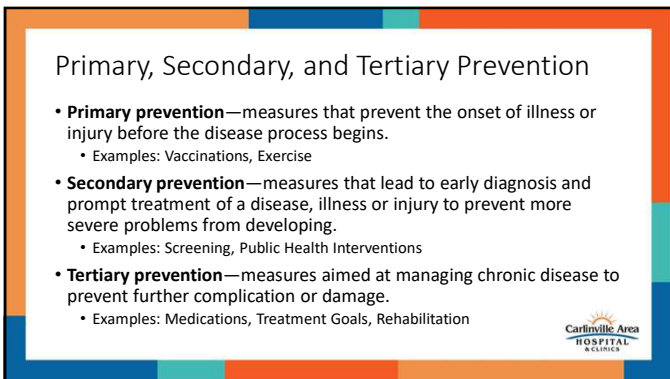 Primary, Secondary, and Tertiary Prevention
• Primary prevention—measures that prevent the onset of illness or
injury before the disease process begins.
• Examples: Vaccinations, Exercise
• Secondary prevention—measures that lead to early diagnosis and
prompt treatment of a disease, illness or injury to prevent more
severe problems from developing.
• Examples: Screening, Public Health Interventions
• Tertiary prevention—measures aimed at managing chronic disease to
prevent further complication or damage.
• Examples: Medications, Treatment Goals, Rehabilitation
Carlinville Area
HOSPITAL
& CLINICS